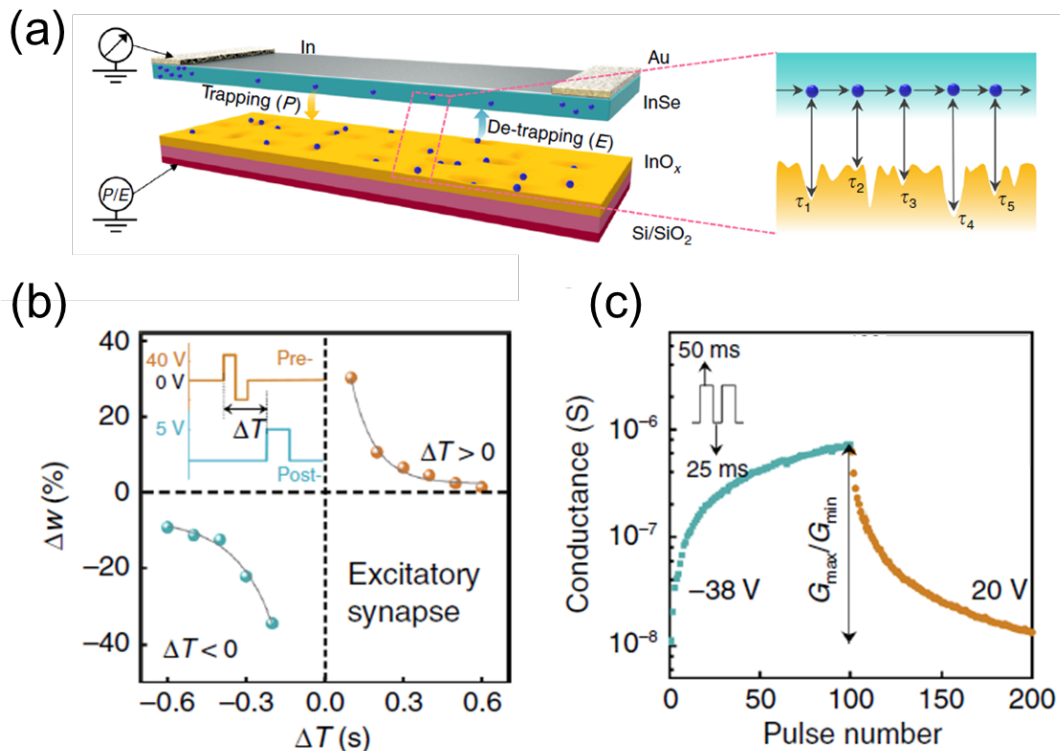 (a)
In
Au
Trapping (P)
InSe
De-trapping (E)
InOx
P/E
Si/SiO2
τ1
τ2
τ3
τ4
τ5
(b)
40
20
0
−20
−40
Δw (%)
40 V
0 V
Pre-
ΔT
5 V
Post-
ΔT > 0
Excitatory
synapse
ΔT < 0
−0.6
−0.3
0.0
0.3
0.6
ΔT (s)
(c)
Conductance (S)
10−6
10−7
10−8
50 ms
25 ms
−38 V
Gmax/Gmin
20 V
0
50
100
150
200
Pulse number